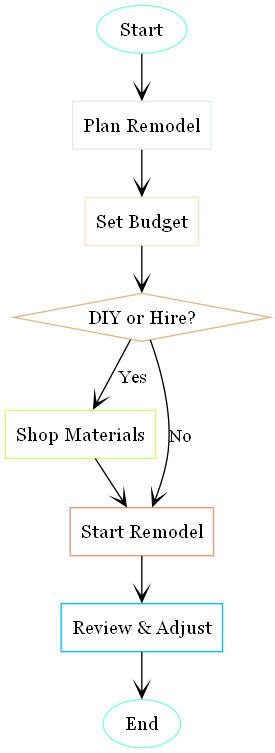 Start
Plan Remodel
Set Budget
DIY or Hire?
Yes
Shop Materials
No
Start Remodel
Review & Adjust
End